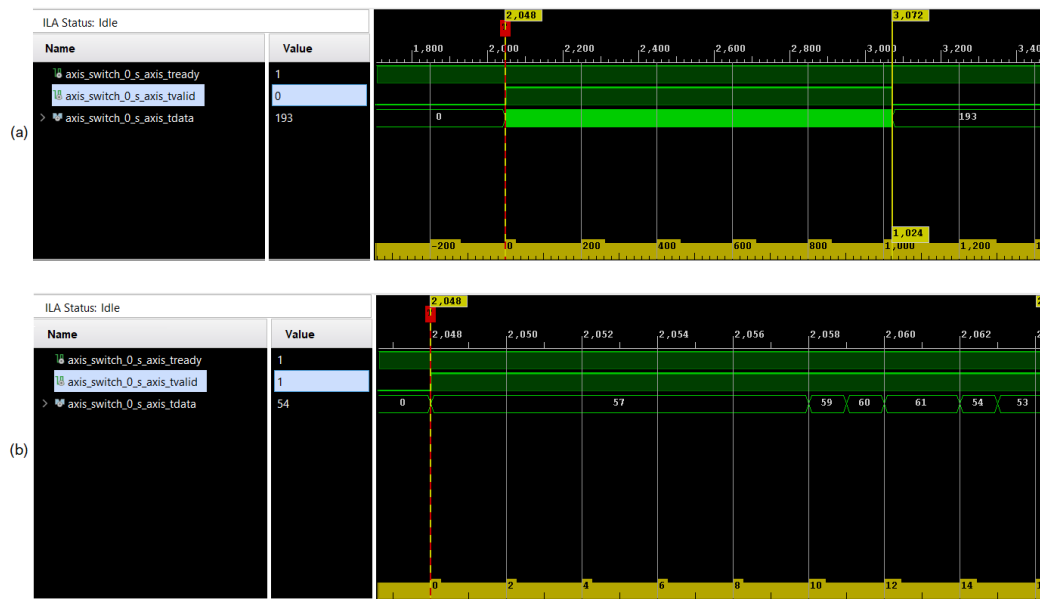 ILA Status: Idle
Name
Value
axis_switch_0_s_axis_tready
1
axis_switch_0_s_axis_tvalid
0
axis_switch_0_s_axis_tdata
193
2,048
3,072
1,800 2,000 2,200 2,400 2,600 2,800 3,000 3,200
0
193
1,024
-200 0 200 400 600 800 1,000 1,200
(a)
ILA Status: Idle
Name
Value
axis_switch_0_s_axis_tready
1
axis_switch_0_s_axis_tvalid
1
axis_switch_0_s_axis_tdata
54
2,048
2,048 2,050 2,052 2,054 2,056 2,058 2,060 2,062
0 57 59 60 61 54 53
0 2 4 6 8 10 12 14
(b)